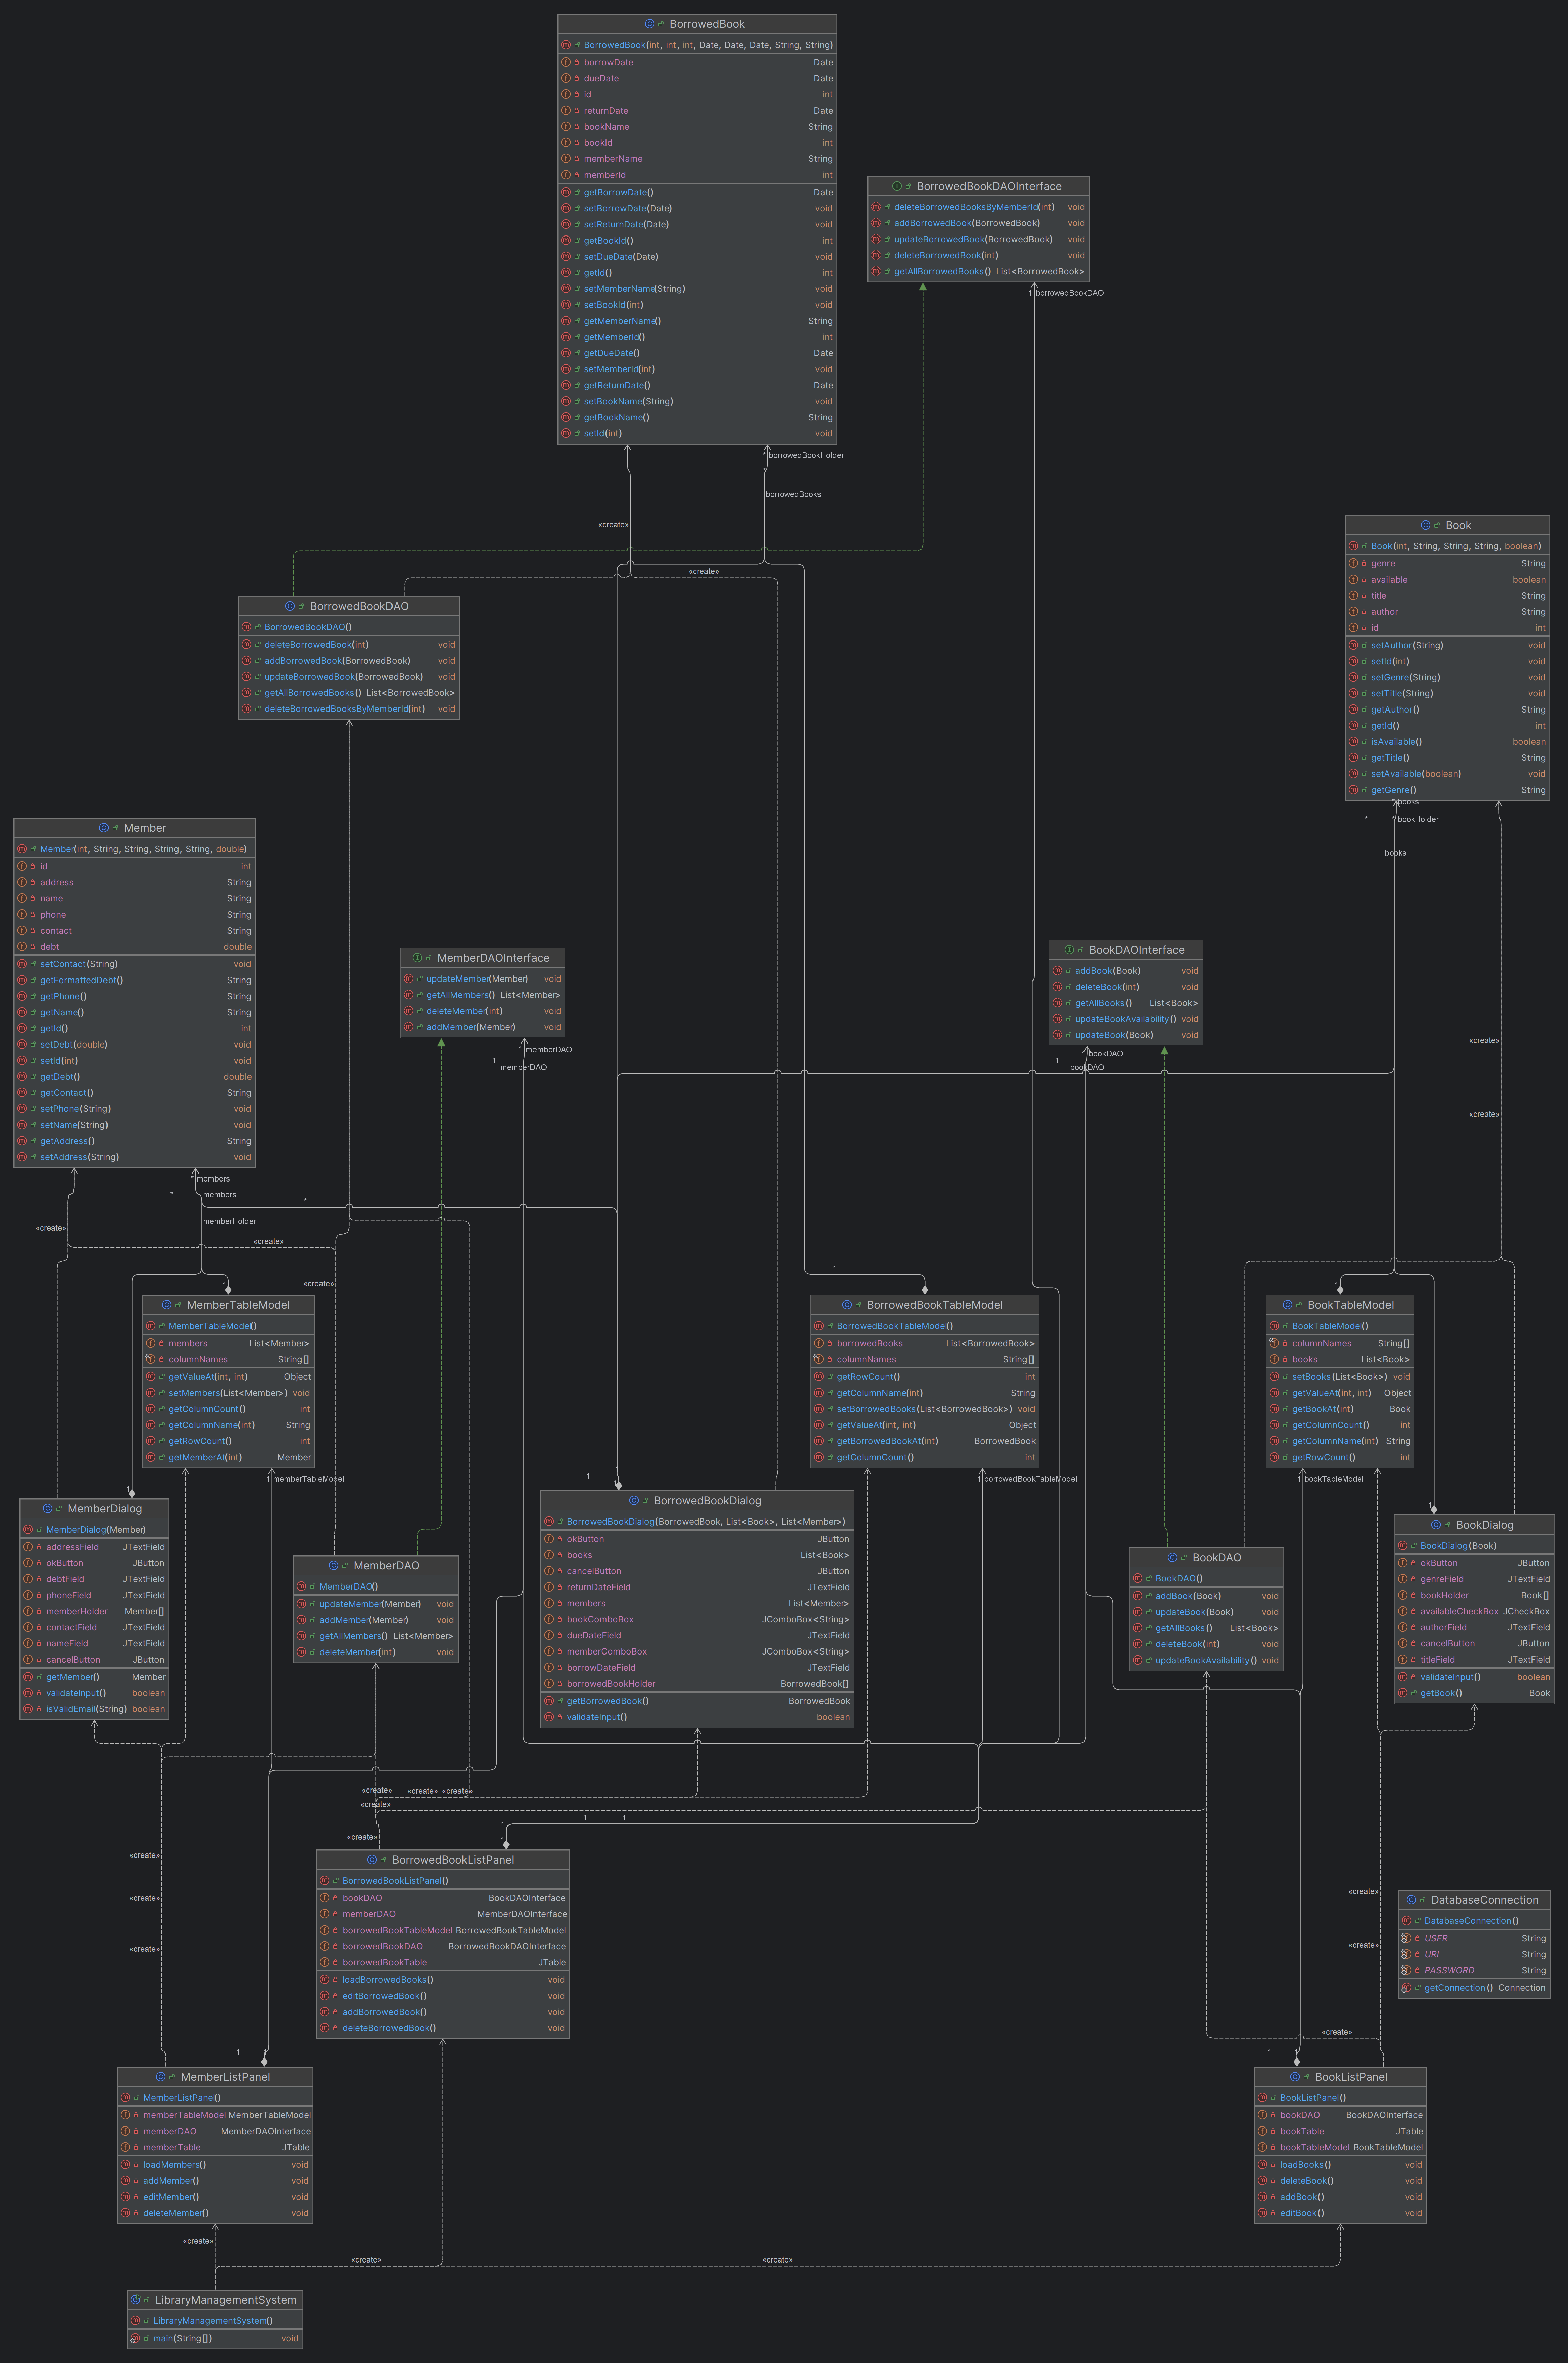 BorrowedBook
BorrowedBook(int, int, int, Date, Date, Date, String, String)
borrowDate Date
dueDate Date
id int
returnDate Date
bookName String
bookId int
memberName String
memberId int
getBorrowDate() Date
setBorrowDate(Date) void
setReturnDate(Date) void
getBookId() int
setDueDate(Date) void
getId() int
setMemberName(String) void
setBookId(int) void
getMemberName() String
getMemberId() int
getDueDate() Date
setMemberId(int) void
getReturnDate() Date
setBookName(String) void
getBookName() String
setId(int) void
BorrowedBookDAOInterface
deleteBorrowedBooksByMemberId(int) void
addBorrowedBook(BorrowedBook) void
updateBorrowedBook(BorrowedBook) void
deleteBorrowedBook(int) void
getAllBorrowedBooks() List<BorrowedBook>
1 borrowedBookDAO
* borrowedBookHolder
*
borrowedBooks
«create»
«create»
Book
Book(int, String, String, String, boolean)
genre String
available boolean
title String
author String
id int
setAuthor(String) void
setId(int) void
setGenre(String) void
setTitle(String) void
getAuthor() String
getId() int
isAvailable() boolean
getTitle() String
setAvailable(boolean) void
getGenre() String
* books
* * bookHolder
books
BorrowedBookDAO
BorrowedBookDAO()
deleteBorrowedBook(int) void
addBorrowedBook(BorrowedBook) void
updateBorrowedBook(BorrowedBook) void
getAllBorrowedBooks() List<BorrowedBook>
deleteBorrowedBooksByMemberId(int) void
Member
Member(int, String, String, String, String, double)
id int
address String
name String
phone String
contact String
debt double
setContact(String) void
getFormattedDebt() String
getPhone() String
getName() String
getId() int
setDebt(double) void
setId(int) void
getDebt() double
getContact() String
setPhone(String) void
setName(String) void
getAddress() String
setAddress(String) void
MemberDAOInterface
updateMember(Member) void
getAllMembers() List<Member>
deleteMember(int) void
addMember(Member) void
1 memberDAO
1
memberDAO
BookDAOInterface
addBook(Book) void
deleteBook(int) void
getAllBooks() List<Book>
updateBookAvailability() void
updateBook(Book) void
1 bookDAO
1
bookDAO
«create»
«create»
* members
* members
*
memberHolder
«create»
«create»
«create»
1
1
1
MemberTableModel
MemberTableModel()
members List<Member>
columnNames String[]
getValueAt(int, int) Object
setMembers(List<Member>) void
getColumnCount() int
getColumnName(int) String
getRowCount() int
getMemberAt(int) Member
1 memberTableModel
BorrowedBookTableModel
BorrowedBookTableModel()
borrowedBooks List<BorrowedBook>
columnNames String[]
getRowCount() int
getColumnName(int) String
setBorrowedBooks(List<BorrowedBook>) void
getValueAt(int, int) Object
getBorrowedBookAt(int) BorrowedBook
getColumnCount() int
1 borrowedBookTableModel
BookTableModel
BookTableModel()
columnNames String[]
books List<Book>
setBooks(List<Book>) void
getValueAt(int, int) Object
getBookAt(int) Book
getColumnCount() int
getColumnName(int) String
getRowCount() int
1 bookTableModel
1
1
1
1
MemberDialog
MemberDialog(Member)
addressField JTextField
okButton JButton
debtField JTextField
phoneField JTextField
memberHolder Member[]
contactField JTextField
nameField JTextField
cancelButton JButton
getMember() Member
validateInput() boolean
isValidEmail(String) boolean
MemberDAO
MemberDAO()
updateMember(Member) void
addMember(Member) void
getAllMembers() List<Member>
deleteMember(int) void
BorrowedBookDialog
BorrowedBookDialog(BorrowedBook, List<Book>, List<Member>)
okButton JButton
books List<Book>
cancelButton JButton
returnDateField JTextField
members List<Member>
bookComboBox JComboBox<String>
dueDateField JTextField
memberComboBox JComboBox<String>
borrowDateField JTextField
borrowedBookHolder BorrowedBook[]
getBorrowedBook() BorrowedBook
validateInput() boolean
BookDAO
BookDAO()
addBook(Book) void
updateBook(Book) void
getAllBooks() List<Book>
deleteBook(int) void
updateBookAvailability() void
BookDialog
BookDialog(Book)
okButton JButton
genreField JTextField
bookHolder Book[]
availableCheckBox JCheckBox
authorField JTextField
cancelButton JButton
titleField JTextField
validateInput() boolean
getBook() Book
«create» «create» «create»
«create»
1 1
1
«create»
1
«create»
«create»
«create»
«create»
«create»
«create»
BorrowedBookListPanel
BorrowedBookListPanel()
bookDAO BookDAOInterface
memberDAO MemberDAOInterface
borrowedBookTableModel BorrowedBookTableModel
borrowedBookDAO BorrowedBookDAOInterface
borrowedBookTable JTable
loadBorrowedBooks() void
editBorrowedBook() void
addBorrowedBook() void
deleteBorrowedBook() void
DatabaseConnection
DatabaseConnection()
USER String
URL String
PASSWORD String
getConnection() Connection
1 1
1 1
MemberListPanel
MemberListPanel()
memberTableModel MemberTableModel
memberDAO MemberDAOInterface
memberTable JTable
loadMembers() void
addMember() void
editMember() void
deleteMember() void
BookListPanel
BookListPanel()
bookDAO BookDAOInterface
bookTable JTable
bookTableModel BookTableModel
loadBooks() void
deleteBook() void
addBook() void
editBook() void
«create»
«create»
«create»
LibraryManagementSystem
LibraryManagementSystem()
main(String[]) void